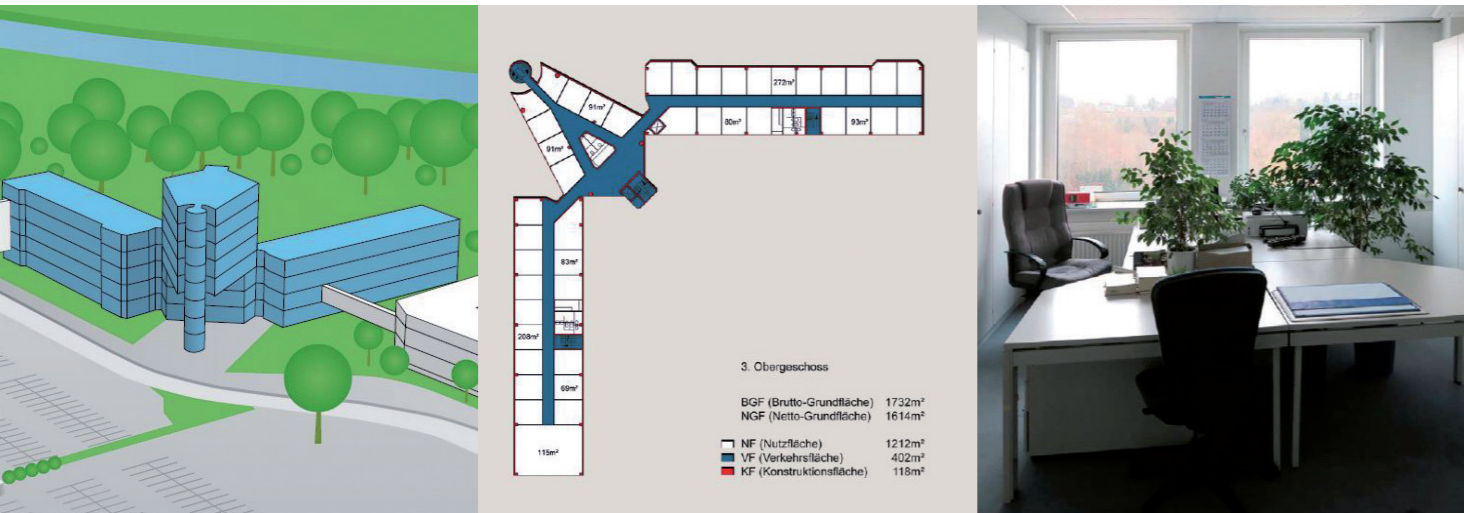 272m²
91m²
80m²
93m²
91m²
83m²
208m²
69m²
115m²
3. Obergeschoss
BGF (Brutto-Grundfläche) 1732m²
NGF (Netto-Grundfläche) 1614m²
NF (Nutzfläche) 1212m²
VF (Verkehrsfläche) 402m²
KF (Konstruktionsfläche) 118m²